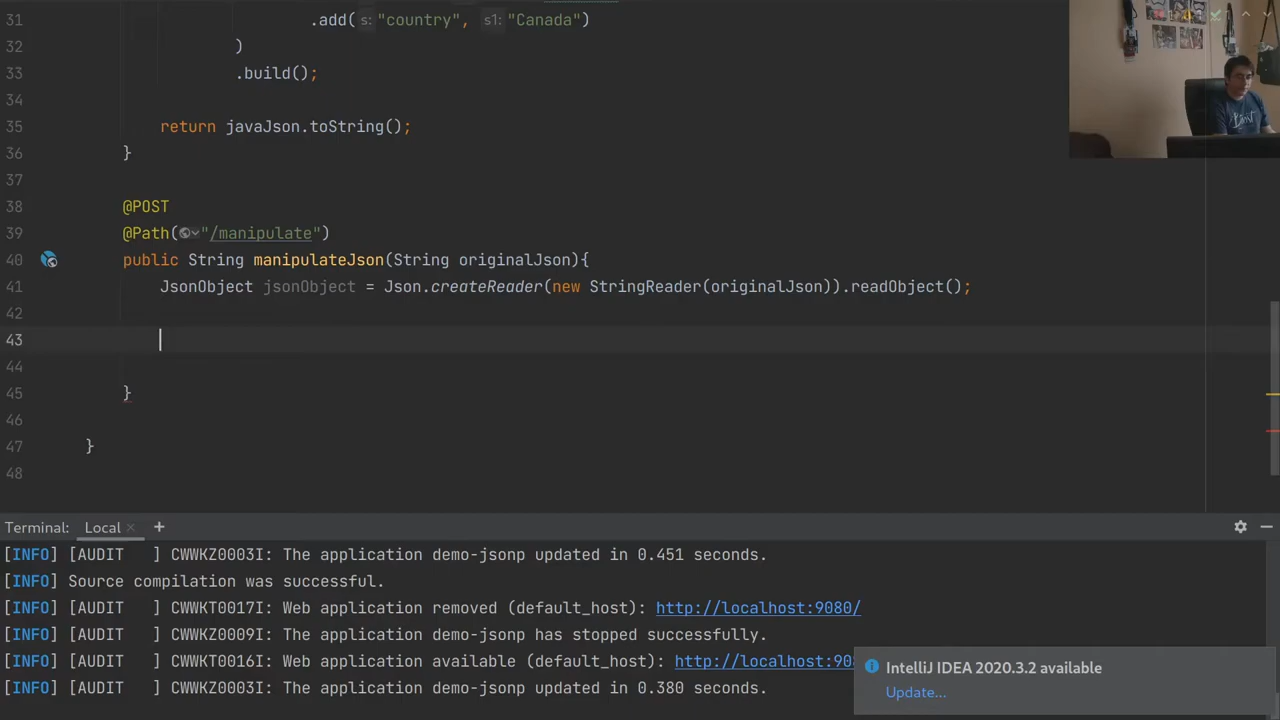 31 .add( s: "country", s1: "Canada")
32 )
33 .build();
34
35 return javaJson.toString();
36 }
37
38 @POST
39 @Path("/manipulate")
40 public String manipulateJson(String originalJson){
41 JsonObject jsonObject = Json.createReader(new StringReader(originalJson)).readObject();
42
43
44
45 }
46
47 }
48
Terminal: Local × +
[INFO] [AUDIT   ] CWWKZ0003I: The application demo-jsonp updated in 0.451 seconds.
[INFO] Source compilation was successful.
[INFO] [AUDIT   ] CWWKT0017I: Web application removed (default_host): http://localhost:9080/
[INFO] [AUDIT   ] CWWKZ0009I: The application demo-jsonp has stopped successfully.
[INFO] [AUDIT   ] CWWKT0016I: Web application available (default_host): http://localhost:90
[INFO] [AUDIT   ] CWWKZ0003I: The application demo-jsonp updated in 0.380 seconds.
IntelliJ IDEA 2020.3.2 available
Update...